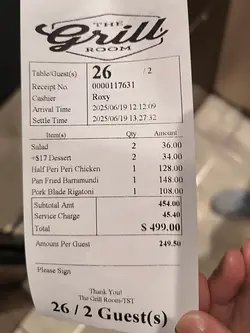 THE
Grill
ROOM
Table/Guest(s) 26 / 2
Receipt No. 0000117631
Cashier Roxy
Arrival Time 2025/06/19 12:12:09
Settle Time 2025/06/19 13:27:32
Item(s) Qty Amount
Salad 2 36.00
+$17 Dessert 2 34.00
Half Peri Peri Chicken 1 128.00
Pan Fried Barramundi 1 148.00
Pork Blade Rigatoni 1 108.00
Subtotal Amt 454.00
Service Charge 45.40
Total $ 499.00
Amount Per Guest 249.50
Please Sign
Thank You!
The Grill Room-TST
26 / 2 Guest(s)